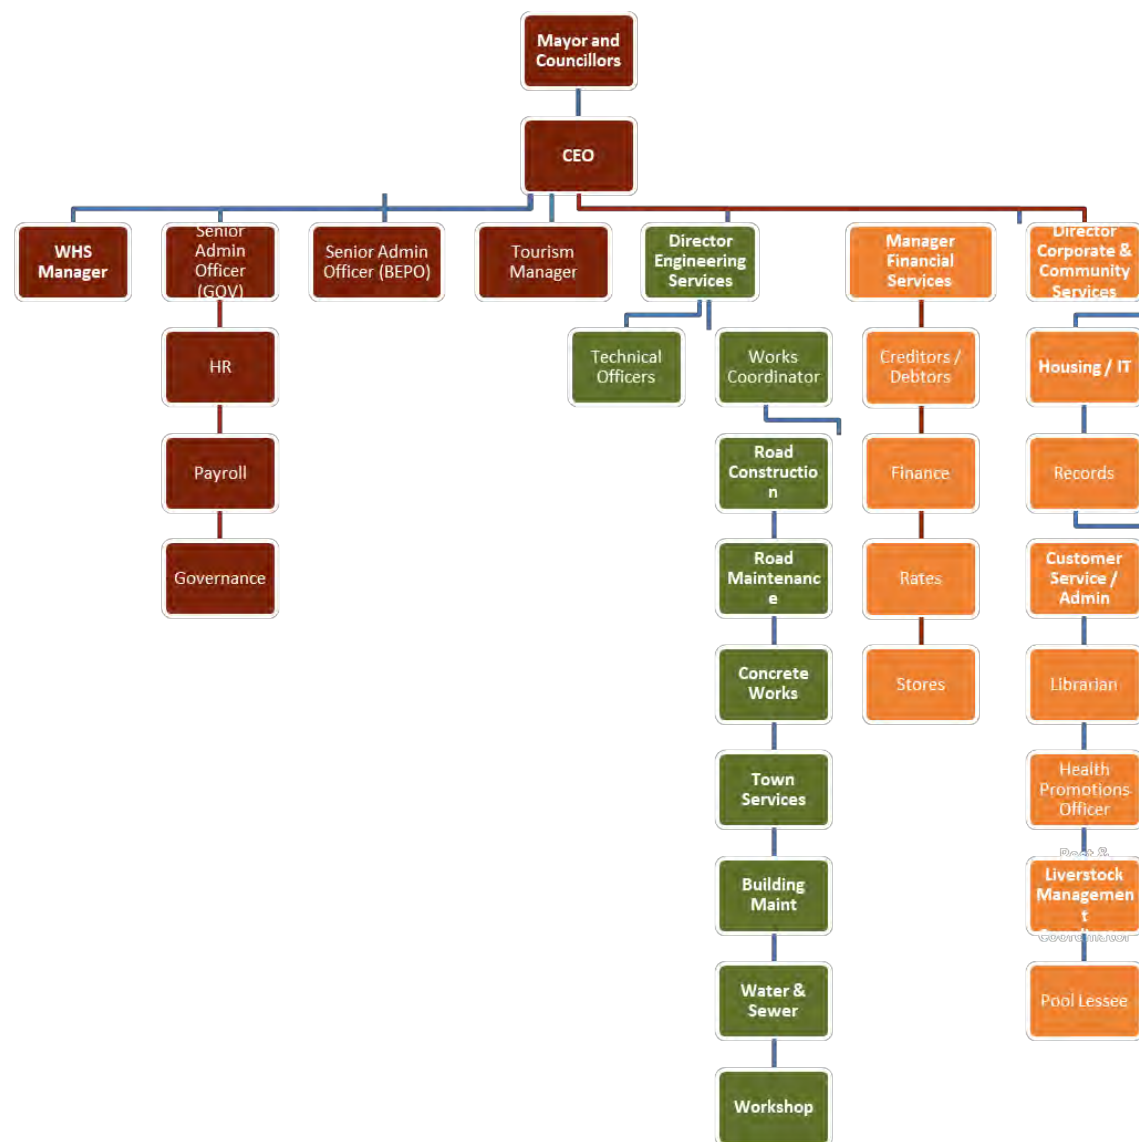 Mayor and
Councillors
CEO
WHS
Manager
Senior
Admin
Officer
(GOV)
Senior Admin
Officer (BEPO)
Tourism
Manager
Director
Engineering
Services
Manager
Financial
Services
Director
Corporate &
Community
Services
HR
Technical
Officers
Works
Coordinator
Creditors /
Debtors
Housing / IT
Payroll
Road
Constructio
n
Finance
Records
Governance
Road
Maintenanc
e
Rates
Customer
Service /
Admin
Concrete
Works
Stores
Librarian
Town
Services
Health
Promotions
Officer
Building
Maint
Pest &
Liverstock
Managemen
t
Coordinator
Water &
Sewer
Pool Lessee
Workshop